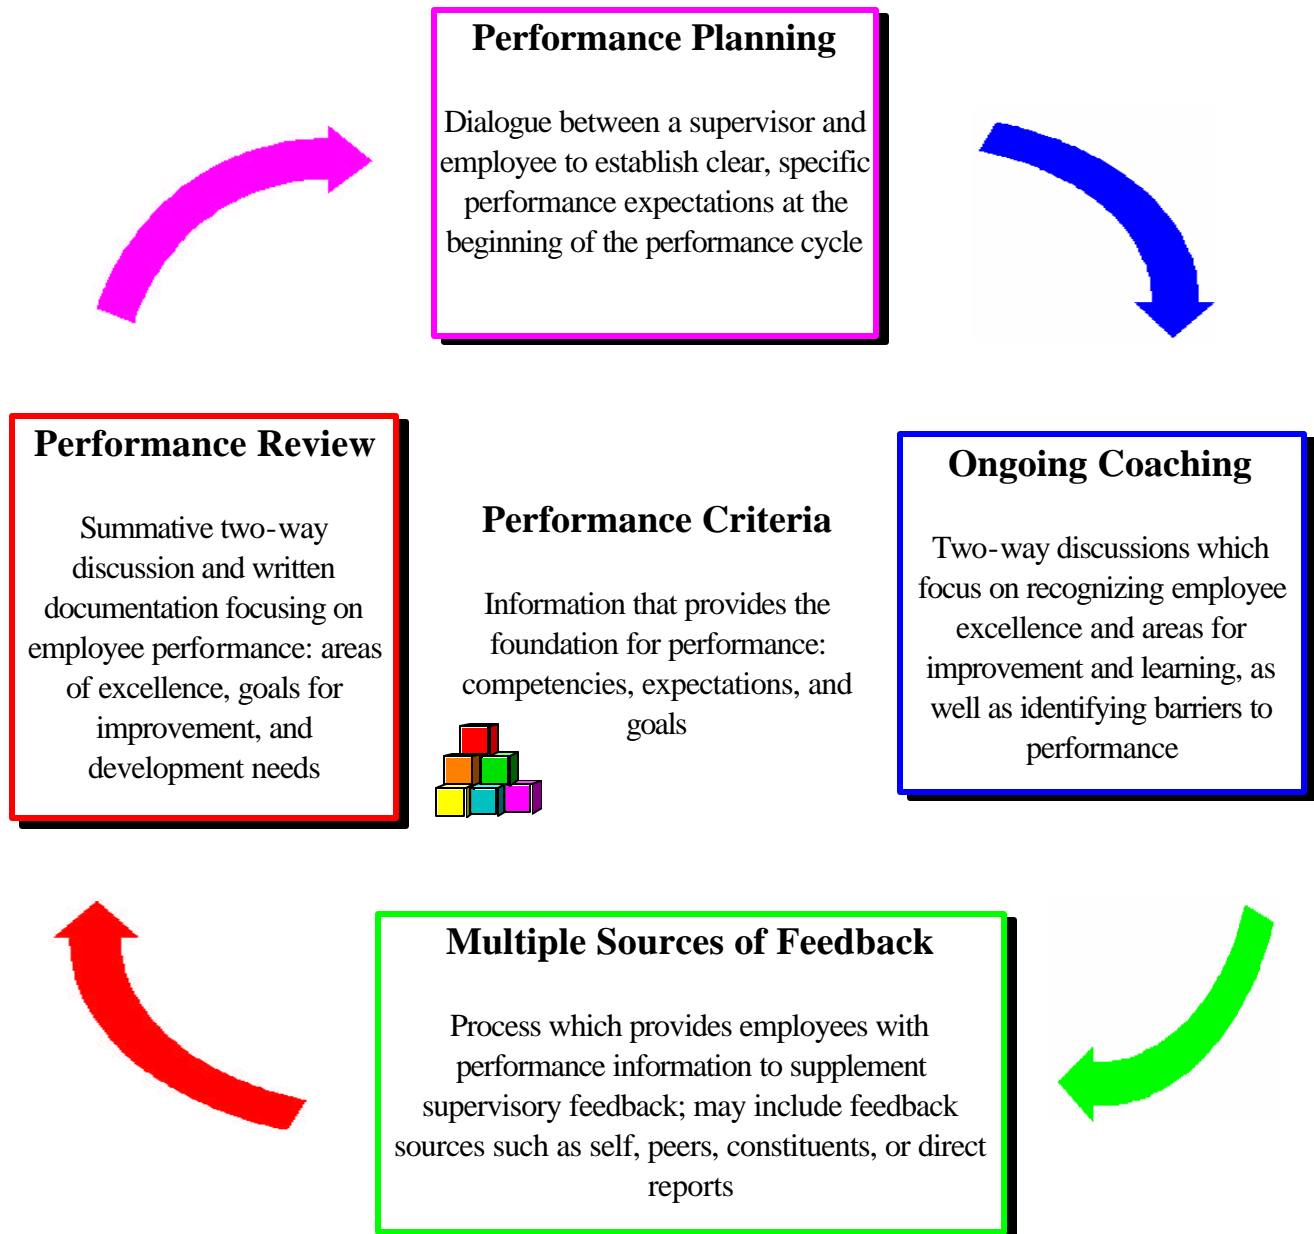 Performance Planning
Dialogue between a supervisor and
employee to establish clear, specific
performance expectations at the
beginning of the performance cycle
Performance Review
Summative two-way
discussion and written
documentation focusing on
employee performance: areas
of excellence, goals for
improvement, and
development needs
Performance Criteria
Information that provides the
foundation for performance:
competencies, expectations, and
goals
Ongoing Coaching
Two-way discussions which
focus on recognizing employee
excellence and areas for
improvement and learning, as
well as identifying barriers to
performance
Multiple Sources of Feedback
Process which provides employees with
performance information to supplement
supervisory feedback; may include feedback
sources such as self, peers, constituents, or direct
reports